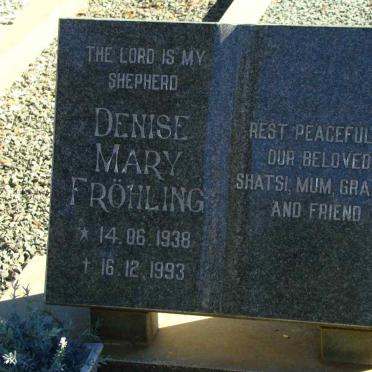 THE LORD IS MY
SHEPHERD
DENISE
MARY
FRÖHLING
* 14.06.1938
† 16.12.1993
REST PEACEFUL
OUR BELOVED
SHATSI, MUM, GRA
AND FRIEND